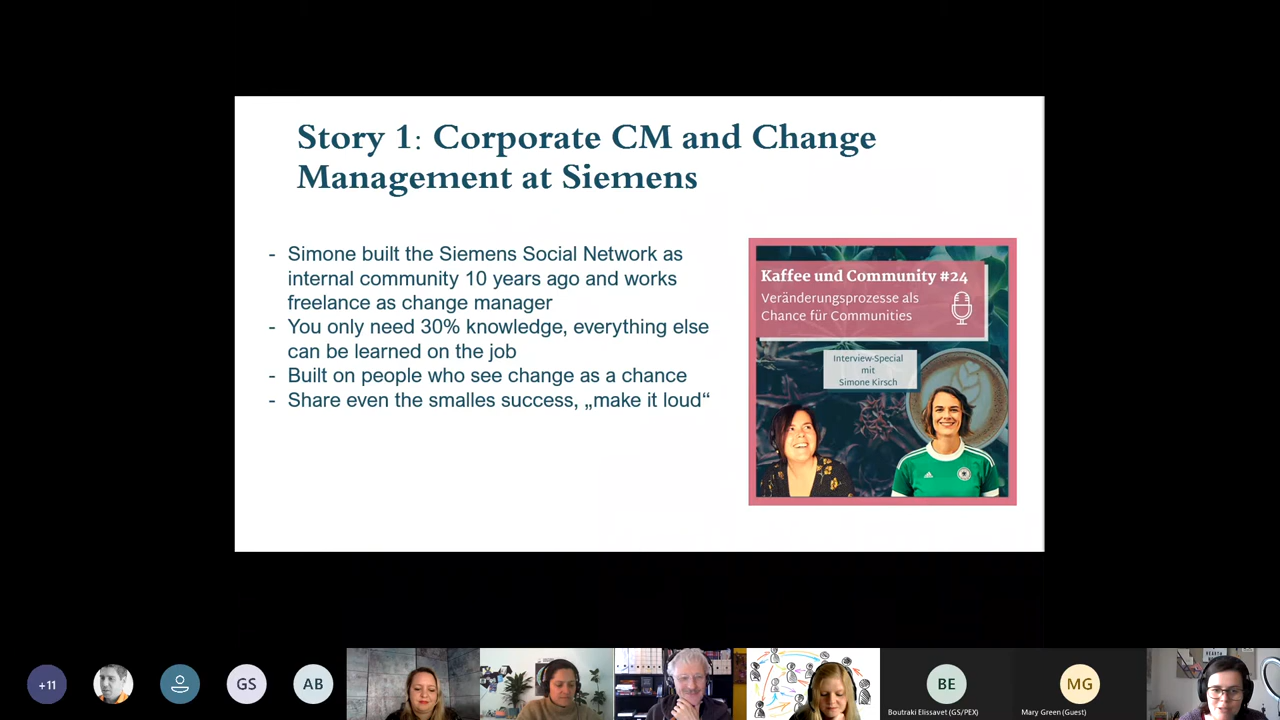 Story 1: Corporate CM and Change
Management at Siemens
- Simone built the Siemens Social Network as
internal community 10 years ago and works
freelance as change manager
- You only need 30% knowledge, everything else
can be learned on the job
- Built on people who see change as a chance
- Share even the smalles success, „make it loud“
Kaffee und Community #24
Veränderungsprozesse als
Chance für Communities
Interview-Special
mit
Simone Kirsch
+11
GS
AB
BE
Boutraki Elissavet (GS/PEX)
MG
Mary Green (Guest)